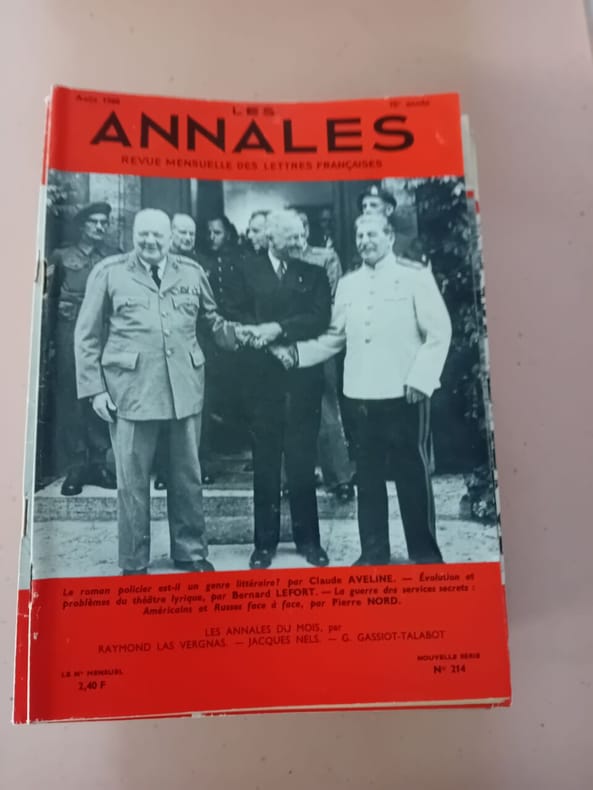 Août 1968
75e année
LES
ANNALES
REVUE MENSUELLE DES LETTRES FRANÇAISES
Le roman policier est-il un genre littéraire? par Claude AVELINE. — Évolution et
problèmes du théâtre lyrique, par Bernard LEFORT. — La guerre des services secrets :
Américains et Russes face à face, par Pierre NORD.
LES ANNALES DU MOIS, par
RAYMOND LAS VERGNAS. — JACQUES NELS. — G. GASSIOT-TALABOT
LE No MENSUEL
2,40 F
NOUVELLE SÉRIE
No 214